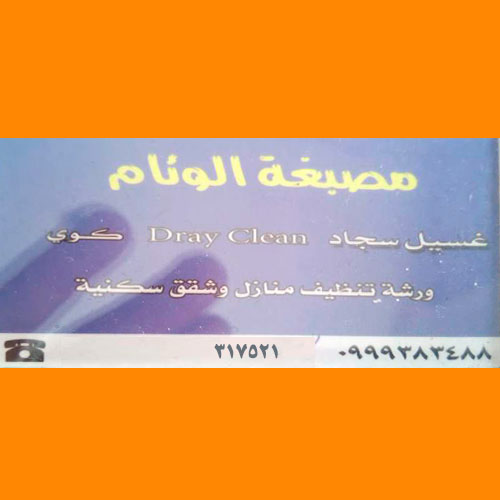 مصبغة الوئام
غسيل سجاد Dray Clean كوي
ورشة تنظيف منازل وشقق سكنية
٠٩٩٩٣٨٣٤٨٨ ٣١٧٥٢١